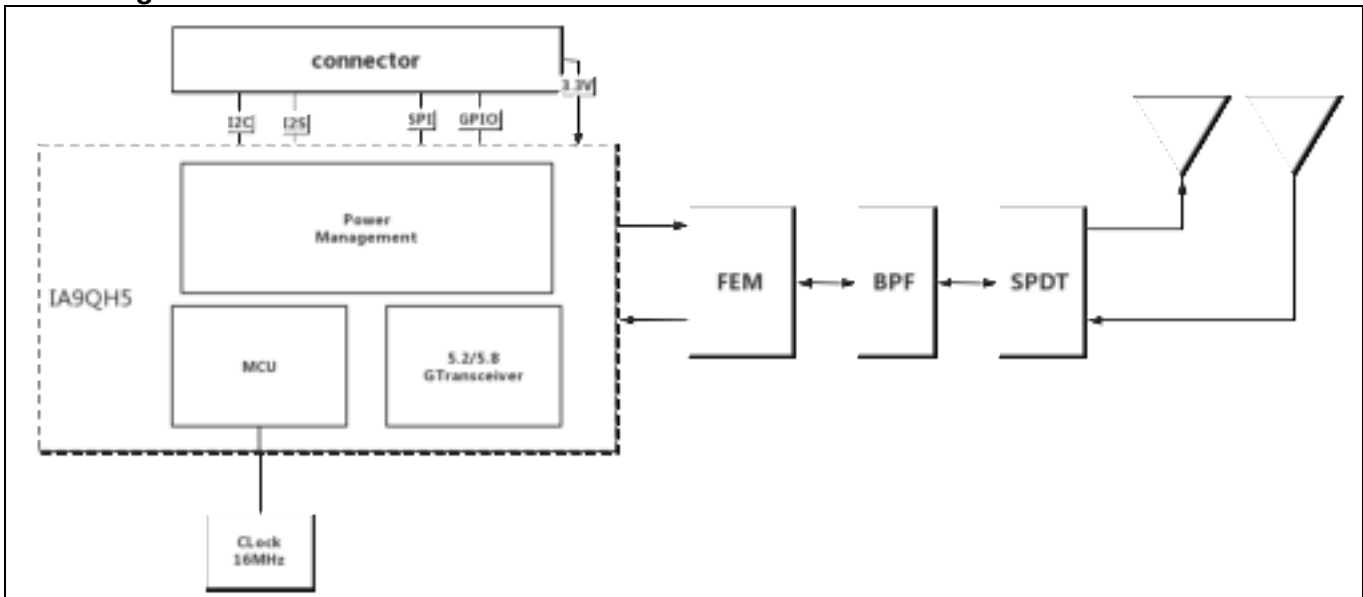 connector
3.3V
I2C
I2S
SPI
GPIO
Power
Management
IA9QH5
MCU
5.2/5.8
GTransceiver
FEM
BPF
SPDT
CLock
16MHz